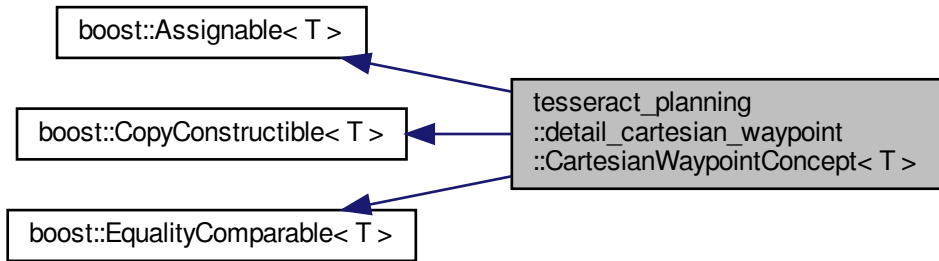 boost::Assignable< T >
boost::CopyConstructible< T >
boost::EqualityComparable< T >
tesseract_planning
::detail_cartesian_waypoint
::CartesianWaypointConcept< T >